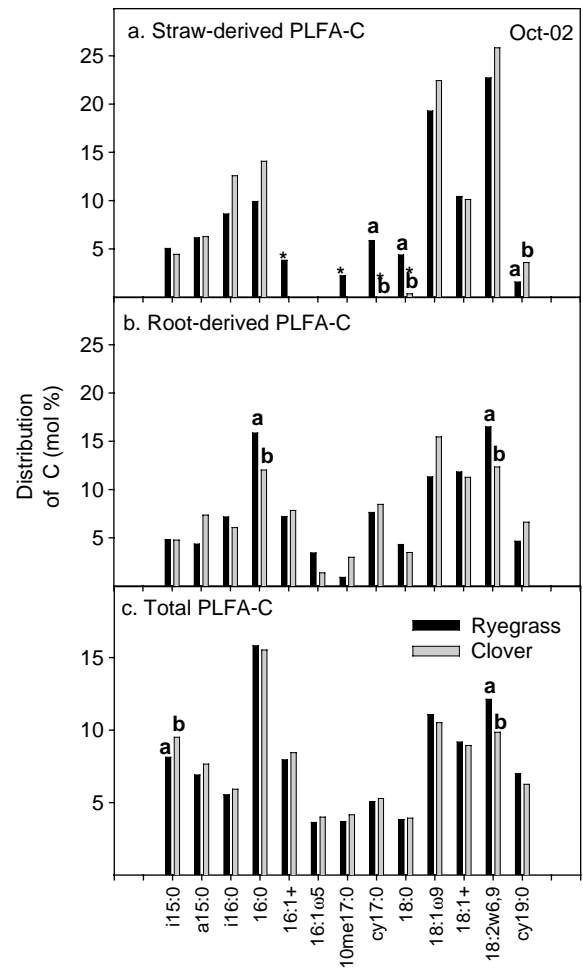 a. Straw-derived PLFA-C Oct-02
25
20
15
10
5
* * a * b a * b a b
b. Root-derived PLFA-C
25
20
15
10
5
a b a b
Distribution
of C (mol %)
c. Total PLFA-C
Ryegrass
Clover
15
10
5
a b a b
i15:0
a15:0
i16:0
16:0
16:1+
16:1ω5
10me17:0
cy17:0
18:0
18:1ω9
18:1+
18:2w6,9
cy19:0